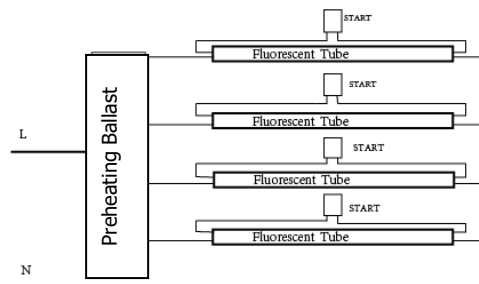 START
Fluorescent Tube
START
Fluorescent Tube
L
Preheating Ballast
START
Fluorescent Tube
START
Fluorescent Tube
N